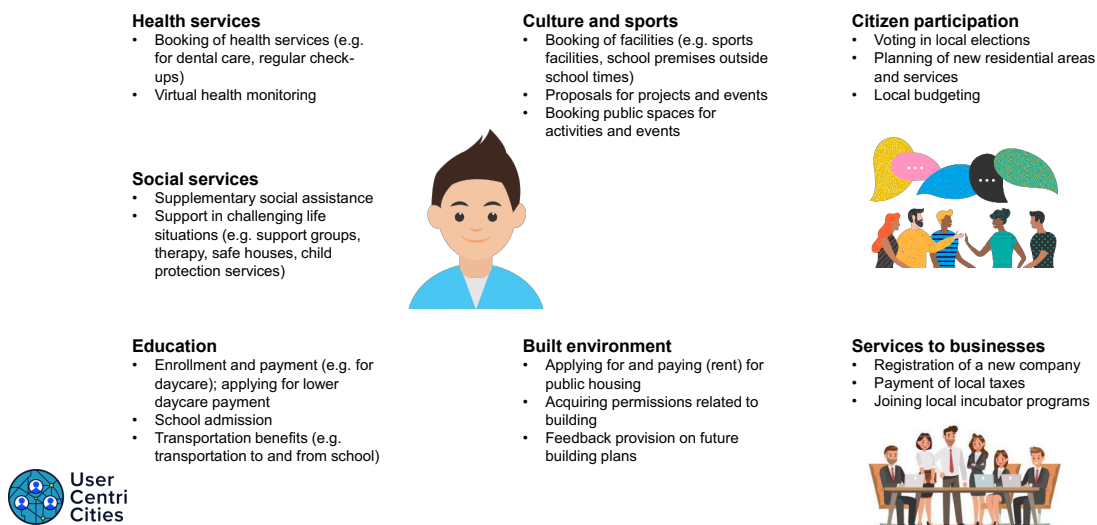 Health services
• Booking of health services (e.g.
for dental care, regular check-
ups)
• Virtual health monitoring
Social services
• Supplementary social assistance
• Support in challenging life
situations (e.g. support groups,
therapy, safe houses, child
protection services)
Education
• Enrollment and payment (e.g. for
daycare); applying for lower
daycare payment
• School admission
• Transportation benefits (e.g.
transportation to and from school)
Culture and sports
• Booking of facilities (e.g. sports
facilities, school premises outside
school times)
• Proposals for projects and events
• Booking public spaces for
activities and events
Built environment
• Applying for and paying (rent) for
public housing
• Acquiring permissions related to
building
• Feedback provision on future
building plans
Citizen participation
• Voting in local elections
• Planning of new residential areas
and services
• Local budgeting
Services to businesses
• Registration of a new company
• Payment of local taxes
• Joining local incubator programs
User
Centri
Cities